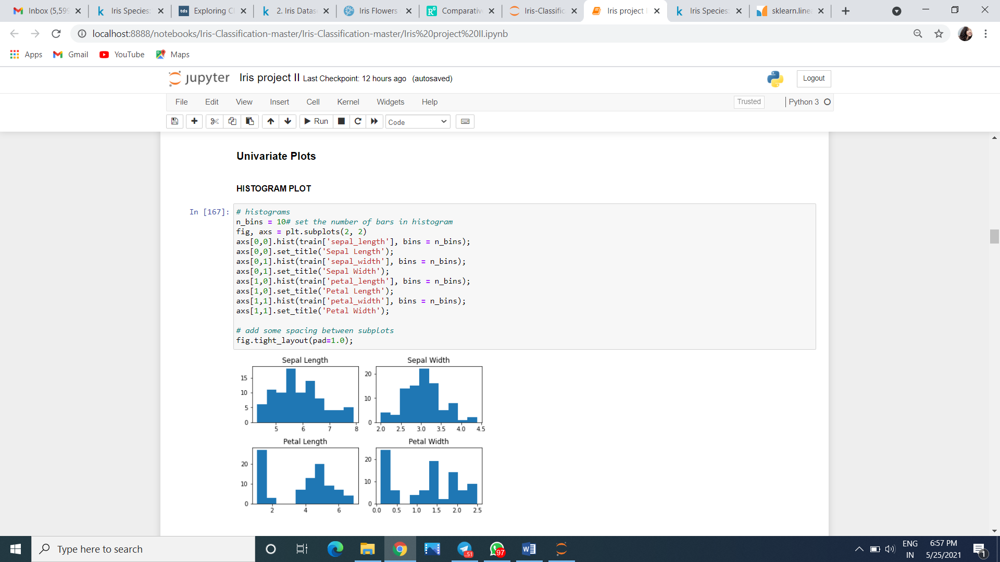 Inbox (5,599
Iris Species:
tds Exploring Cl
2. Iris Datas
Iris Flowers
Comparativ
Iris-Classific
Iris project I
Iris Species:
sklearn.line
localhost:8888/notebooks/Iris-Classification-master/Iris-Classification-master/Iris%20project%20II.ipynb
Apps Gmail YouTube Maps
jupyter Iris project II Last Checkpoint: 12 hours ago (autosaved)
Logout
File Edit View Insert Cell Kernel Widgets Help
Trusted Python 3
Run Code
Univariate Plots
HISTOGRAM PLOT
In [167]: # histograms
n_bins = 10# set the number of bars in histogram
fig, axs = plt.subplots(2, 2)
axs[0,0].hist(train['sepal_length'], bins = n_bins);
axs[0,0].set_title('Sepal Length');
axs[0,1].hist(train['sepal_width'], bins = n_bins);
axs[0,1].set_title('Sepal Width');
axs[1,0].hist(train['petal_length'], bins = n_bins);
axs[1,0].set_title('Petal Length');
axs[1,1].hist(train['petal_width'], bins = n_bins);
axs[1,1].set_title('Petal Width');
# add some spacing between subplots
fig.tight_layout(pad=1.0);
Sepal Length
15
10
5
0
5 6 7 8
Sepal Width
20
10
0
2.0 2.5 3.0 3.5 4.0 4.5
Petal Length
20
10
0
2 4 6
Petal Width
20
10
0
0.0 0.5 1.0 1.5 2.0 2.5
Type here to search
51
97
ENG
IN
6:57 PM
5/25/2021
1